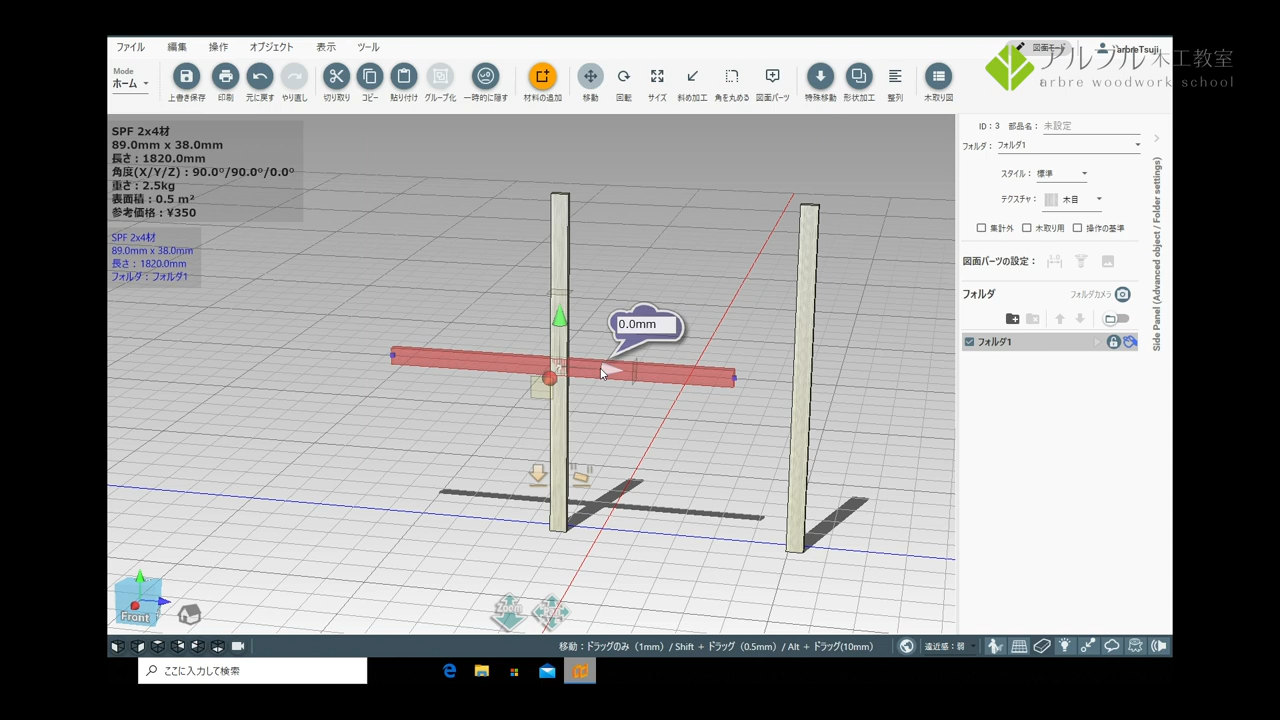 ファイル 編集 操作 オブジェクト 表示 ツール
図面モード arbreTsuji
アルブル木工教室
arbre woodwork school
Mode
ホーム
上書き保存 印刷 元に戻す やり直し 切り取り コピー 貼り付け グループ化 一時的に隠す 材料の追加 移動 回転 サイズ 斜め加工 角を丸める 図面パーツ 特殊移動 形状加工 整列 木取り図
SPF 2x4材
89.0mm x 38.0mm
長さ : 1820.0mm
角度(X/Y/Z) : 90.0°/90.0°/0.0°
重さ : 2.5kg
表面積 : 0.5 m²
参考価格 : ¥350
SPF 2x4材
89.0mm x 38.0mm
長さ : 1820.0mm
フォルダ : フォルダ1
0.0mm
ID : 3 部品名 : 未設定
フォルダ : フォルダ1
スタイル : 標準
テクスチャ : 木目
集計外 木取り用 操作の基準
図面パーツの設定 :
フォルダ フォルダカメラ
フォルダ1
Side Panel (Advanced object / Folder settings)
Front
Zoom
移動 : ドラッグのみ (1mm) / Shift + ドラッグ (0.5mm) / Alt + ドラッグ(10mm)
遠近感 : 弱
ここに入力して検索